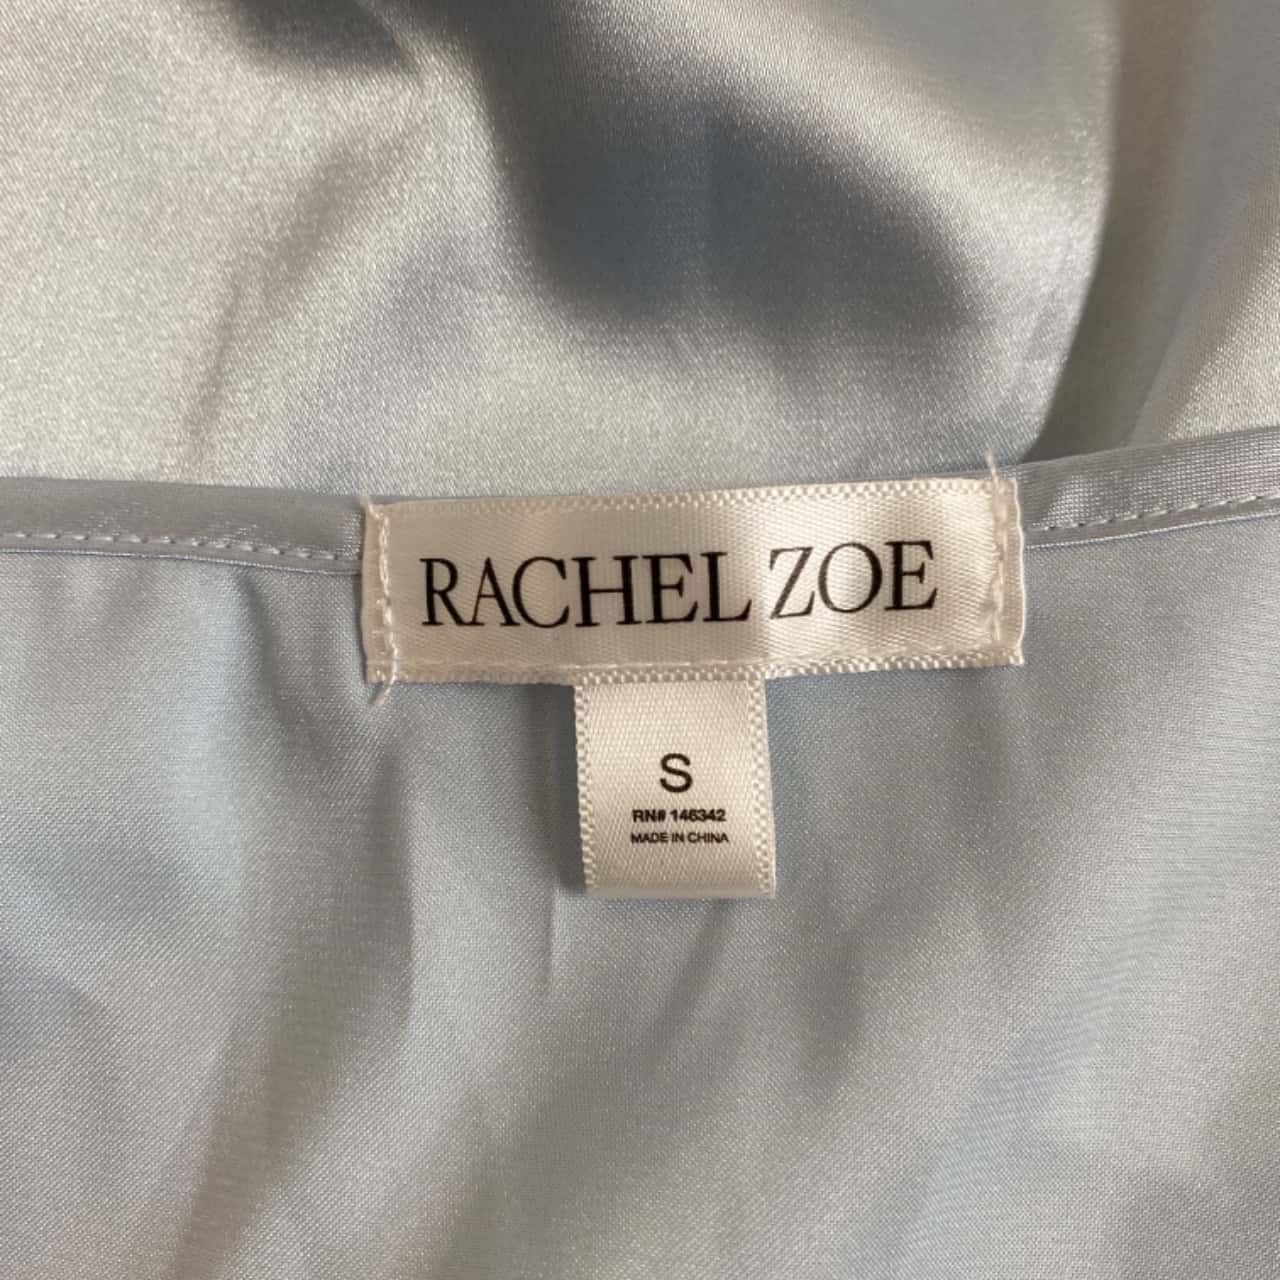 RACHEL ZOE
S
RN# 146342
MADE IN CHINA